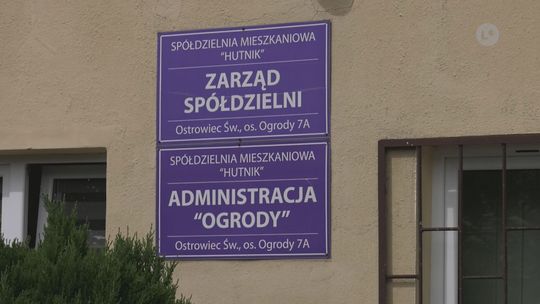 SPÓŁDZIELNIA MIESZKANIOWA
"HUTNIK"
ZARZĄD
SPÓŁDZIELNI
Ostrowiec Św., os. Ogrody 7A
SPÓŁDZIELNIA MIESZKANIOWA
"HUTNIK"
ADMINISTRACJA
"OGRODY"
Ostrowiec Św., os. Ogrody 7A